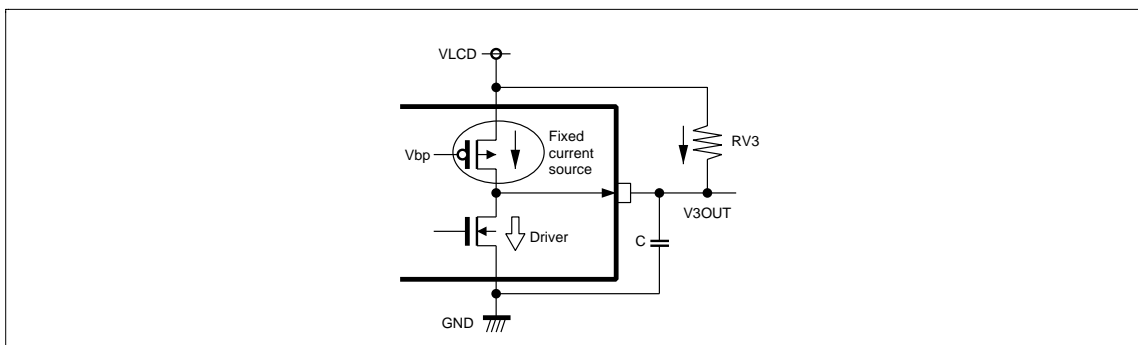 VLCD
Vbp
Fixed
current
source
RV3
V3OUT
Driver
C
GND